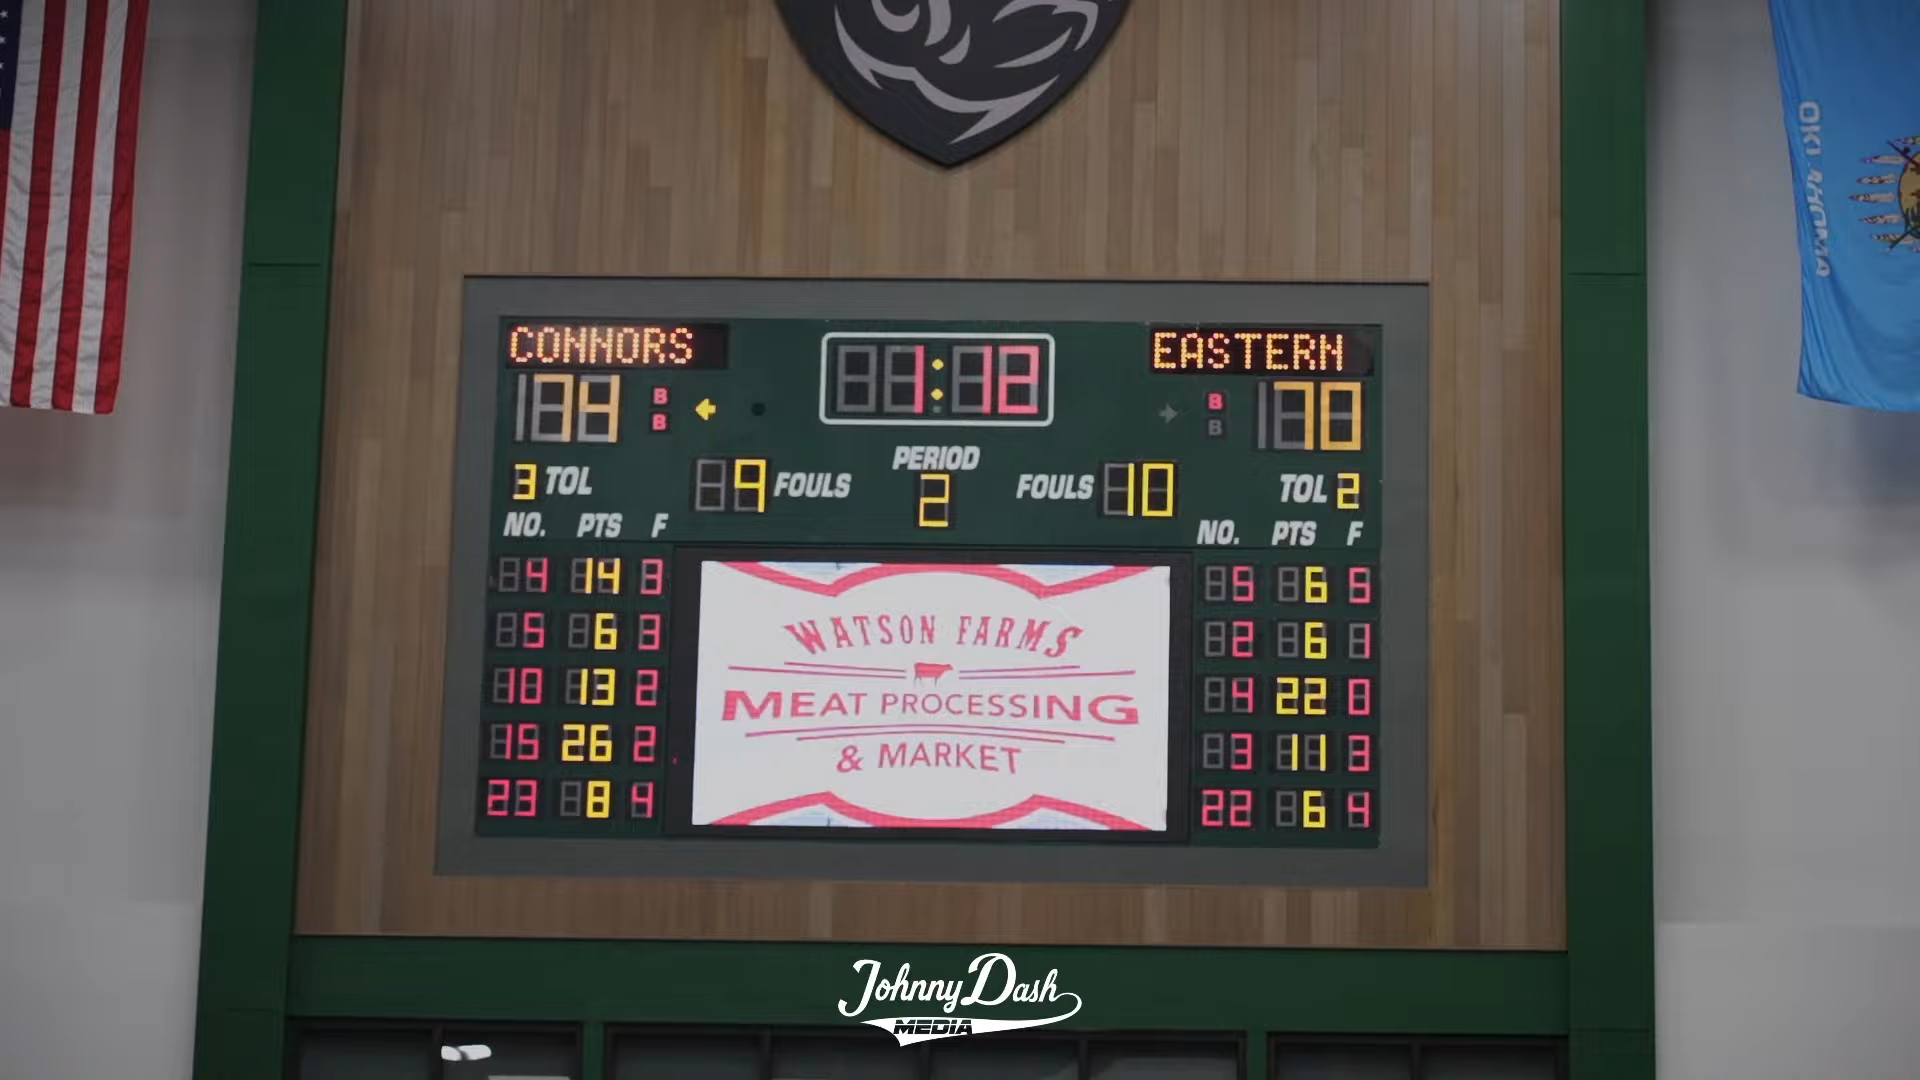 OKLAHOMA
CONNORS 1:12 EASTERN
74 B B B B 70
PERIOD
3 TOL 9 FOULS 2 FOULS 10 TOL 2
NO. PTS F NO. PTS F
4 14 3 5 6 5
5 6 3 2 6 1
10 13 2 4 22 0
15 26 2 3 11 3
23 8 4 22 6 4
WATSON FARMS
MEAT PROCESSING
& MARKET
Johnny Dash
MEDIA